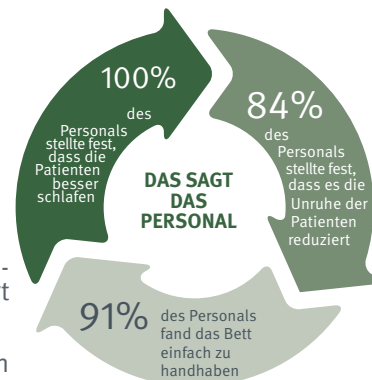 100%
des
Personals
stellte fest,
dass die
Patienten
besser
schlafen
84%
des
Personals
stellte fest,
dass es die
Unruhe der
Patienten
reduziert
DAS SAGT
DAS
PERSONAL
91%
des Personals
fand das Bett
einfach zu
handhaben